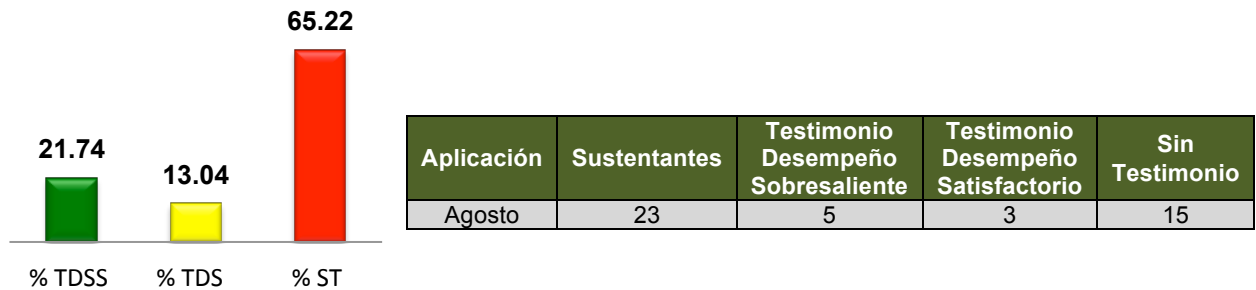 65.22
21.74
13.04
% TDSS % TDS % ST
Aplicación Sustentantes Testimonio Desempeño Sobresaliente Testimonio Desempeño Satisfactorio Sin Testimonio
Agosto 23 5 3 15